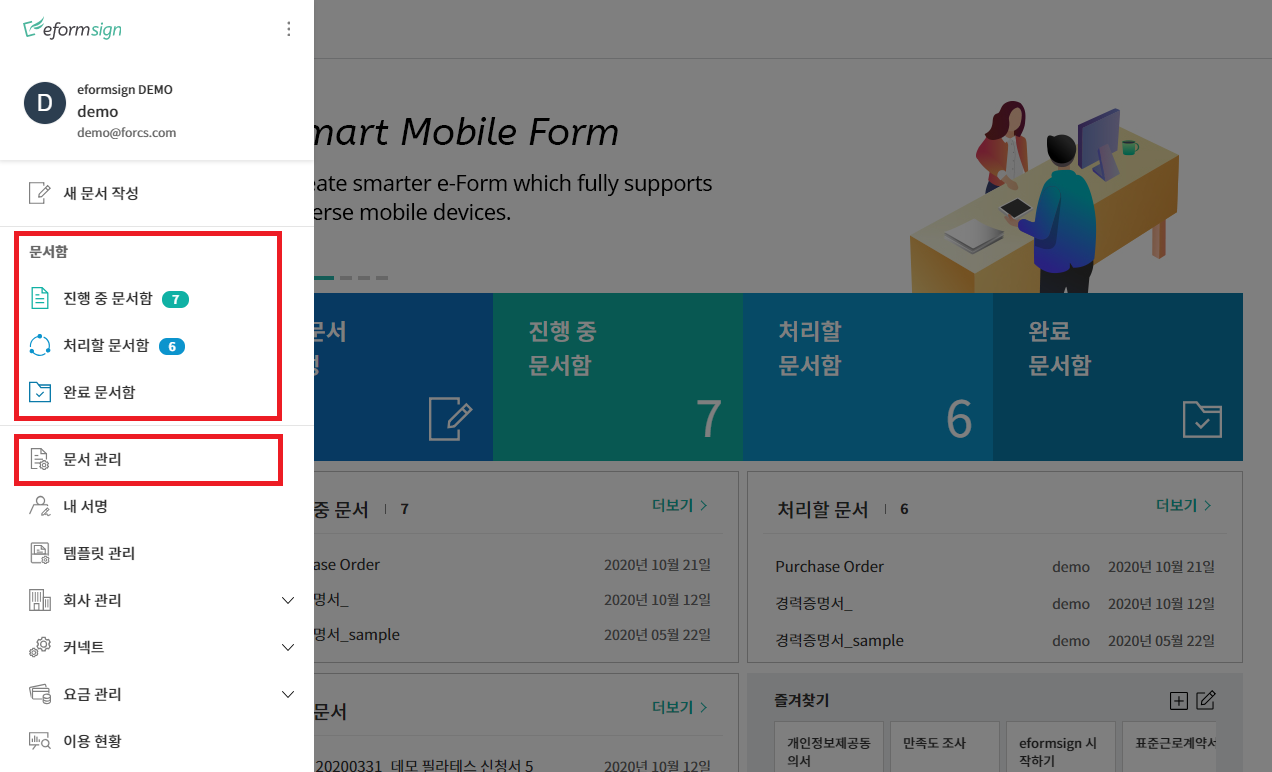 eformsign
D
eformsign DEMO
demo
demo@forcs.com
새 문서 작성
문서함
진행 중 문서함 7
처리할 문서함 6
완료 문서함
문서 관리
내 서명
템플릿 관리
회사 관리
커넥트
요금 관리
이용 현황
mart Mobile Form
eate smarter e-Form which fully supports
erse mobile devices.
문서
진행 중
문서함
7
처리할
문서함
6
완료
문서함
중 문서 7
더보기
ase Order 2020년 10월 21일
명서_ 2020년 10월 12일
명서_sample 2020년 05월 22일
처리할 문서 6
더보기
Purchase Order demo 2020년 10월 21일
경력증명서_ demo 2020년 10월 12일
경력증명서_sample demo 2020년 05월 22일
문서
더보기
20200331_데모 필라테스 신청서 5 2020년 10월 12일
즐겨찾기
개인정보제공동
의서
만족도 조사
eformsign 시
작하기
표준근로계약서